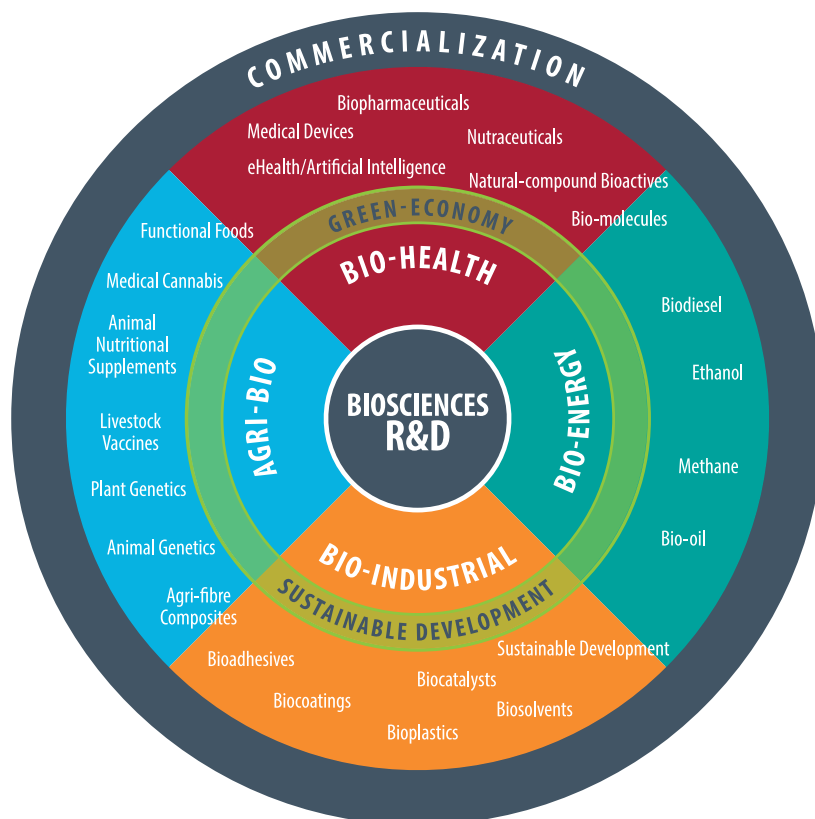 COMMERCIALIZATION
Biopharmaceuticals
Medical Devices
Nutraceuticals
eHealth/Artificial Intelligence
Natural-compound Bioactives
Bio-molecules
GREEN-ECONOMY
BIO-HEALTH
Functional Foods
Medical Cannabis
Animal
Nutritional
Supplements
Livestock
Vaccines
Plant Genetics
Animal Genetics
Agri-fibre
Composites
AGRI-BIO
BIOSCIENCES
R&D
BIO-ENERGY
Biodiesel
Ethanol
Methane
Bio-oil
BIO-INDUSTRIAL
SUSTAINABLE DEVELOPMENT
Sustainable Development
Bioadhesives
Biocatalysts
Biocoatings
Biosolvents
Bioplastics